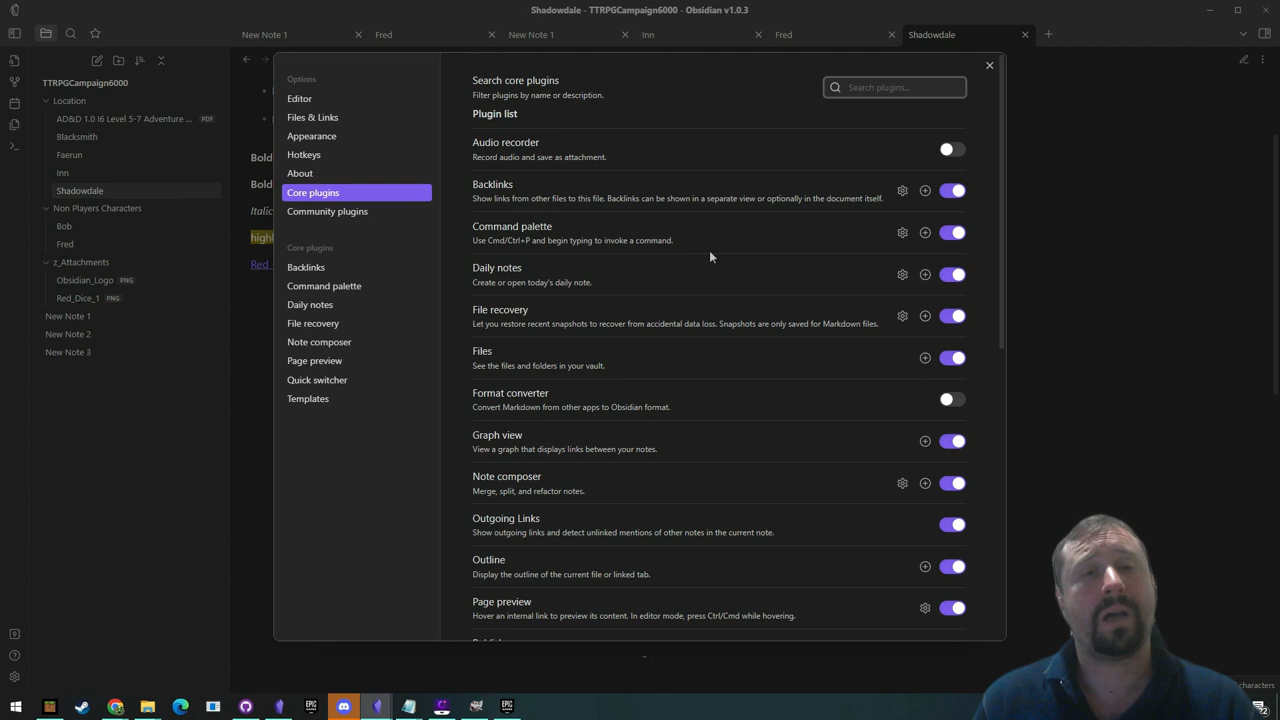 Shadowdale - TTRPGCampaign6000 - Obsidian v1.0.3
New Note 1
Fred
New Note 1
Inn
Fred
Shadowdale
TTRPGCampaign6000
Location
AD&D 1.0 I6 Level 5-7 Adventure ... PDF
Blacksmith
Faerun
Inn
Shadowdale
Non Players Characters
Bob
Fred
z_Attachments
Obsidian_Logo PNG
Red_Dice_1 PNG
New Note 1
New Note 2
New Note 3
Bold
Bold
Italic
highl
Red_
Options
Editor
Files & Links
Appearance
Hotkeys
About
Core plugins
Community plugins
Core plugins
Backlinks
Command palette
Daily notes
File recovery
Note composer
Page preview
Quick switcher
Templates
Search core plugins
Filter plugins by name or description.
Search plugins...
Plugin list
Audio recorder
Record audio and save as attachment.
Backlinks
Show links from other files to this file. Backlinks can be shown in a separate view or optionally in the document itself.
Command palette
Use Cmd/Ctrl+P and begin typing to invoke a command.
Daily notes
Create or open today's daily note.
File recovery
Let you restore recent snapshots to recover from accidental data loss. Snapshots are only saved for Markdown files.
Files
See the files and folders in your vault.
Format converter
Convert Markdown from other apps to Obsidian format.
Graph view
View a graph that displays links between your notes.
Note composer
Merge, split, and refactor notes.
Outgoing Links
Show outgoing links and detect unlinked mentions of other notes in the current note.
Outline
Display the outline of the current file or linked tab.
Page preview
Hover an internal link to preview its content. In editor mode, press Ctrl/Cmd while hovering.
characters